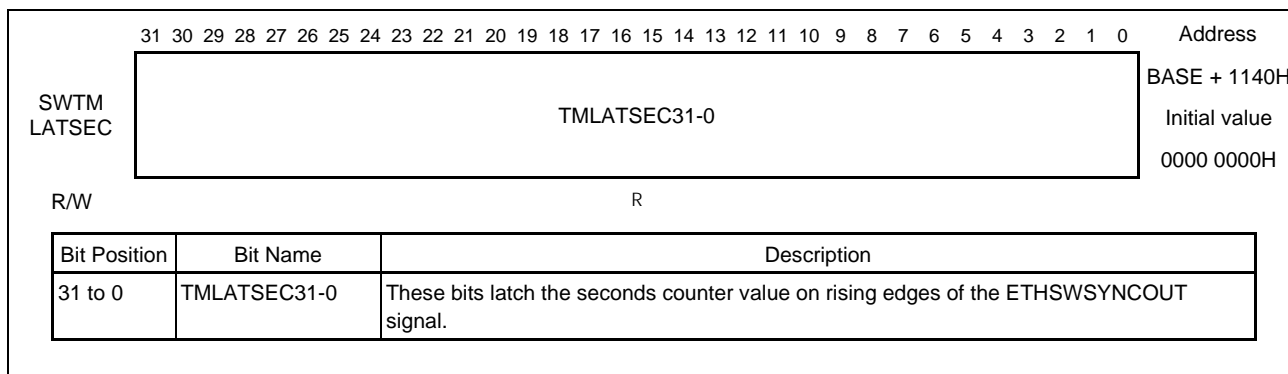 31 30 29 28 27 26 25 24 23 22 21 20 19 18 17 16 15 14 13 12 11 10 9 8 7 6 5 4 3 2 1 0 Address
BASE + 1140H
SWTM
LATSEC
TMLATSEC31-0
Initial value
0000 0000H
R/W R
Bit Position Bit Name Description
31 to 0 TMLATSEC31-0 These bits latch the seconds counter value on rising edges of the ETHSWSYNCOUT
signal.